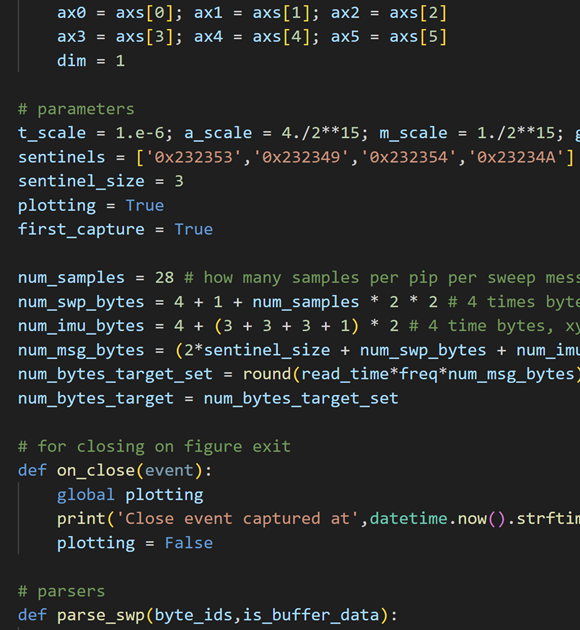 ax0 = axs[0]; ax1 = axs[1]; ax2 = axs[2]
ax3 = axs[3]; ax4 = axs[4]; ax5 = axs[5]
dim = 1
# parameters
t_scale = 1.e-6; a_scale = 4./2**15; m_scale = 1./2**15; g
sentinels = ['0x232353','0x232349','0x232354','0x23234A']
sentinel_size = 3
plotting = True
first_capture = True
num_samples = 28 # how many samples per pip per sweep mess
num_swp_bytes = 4 + 1 + num_samples * 2 * 2 # 4 times byte
num_imu_bytes = 4 + (3 + 3 + 3 + 1) * 2 # 4 time bytes, xy
num_msg_bytes = (2*sentinel_size + num_swp_bytes + num_imu
num_bytes_target_set = round(read_time*freq*num_msg_bytes)
num_bytes_target = num_bytes_target_set
# for closing on figure exit
def on_close(event):
global plotting
print('Close event captured at',datetime.now().strftim
plotting = False
# parsers
def parse_swp(byte_ids,is_buffer_data):